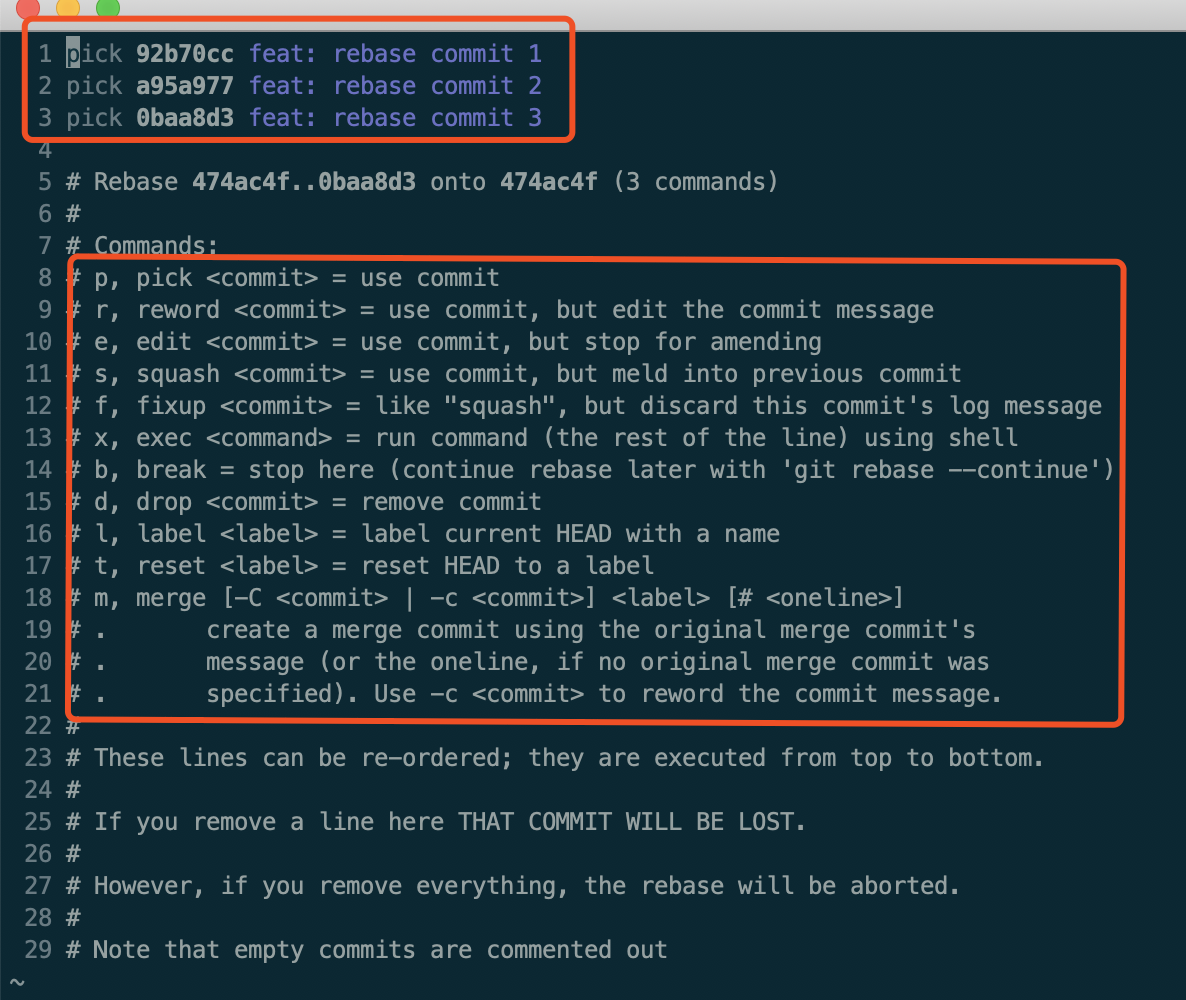 1 pick 92b70cc feat: rebase commit 1
2 pick a95a977 feat: rebase commit 2
3 pick 0baa8d3 feat: rebase commit 3
4
5 # Rebase 474ac4f..0baa8d3 onto 474ac4f (3 commands)
6 #
7 # Commands:
8 # p, pick <commit> = use commit
9 # r, reword <commit> = use commit, but edit the commit message
10 # e, edit <commit> = use commit, but stop for amending
11 # s, squash <commit> = use commit, but meld into previous commit
12 # f, fixup <commit> = like "squash", but discard this commit's log message
13 # x, exec <command> = run command (the rest of the line) using shell
14 # b, break = stop here (continue rebase later with 'git rebase --continue')
15 # d, drop <commit> = remove commit
16 # l, label <label> = label current HEAD with a name
17 # t, reset <label> = reset HEAD to a label
18 # m, merge [-C <commit> | -c <commit>] <label> [# <oneline>]
19 # .       create a merge commit using the original merge commit's
20 # .       message (or the oneline, if no original merge commit was
21 # .       specified). Use -c <commit> to reword the commit message.
22 #
23 # These lines can be re-ordered; they are executed from top to bottom.
24 #
25 # If you remove a line here THAT COMMIT WILL BE LOST.
26 #
27 # However, if you remove everything, the rebase will be aborted.
28 #
29 # Note that empty commits are commented out
~